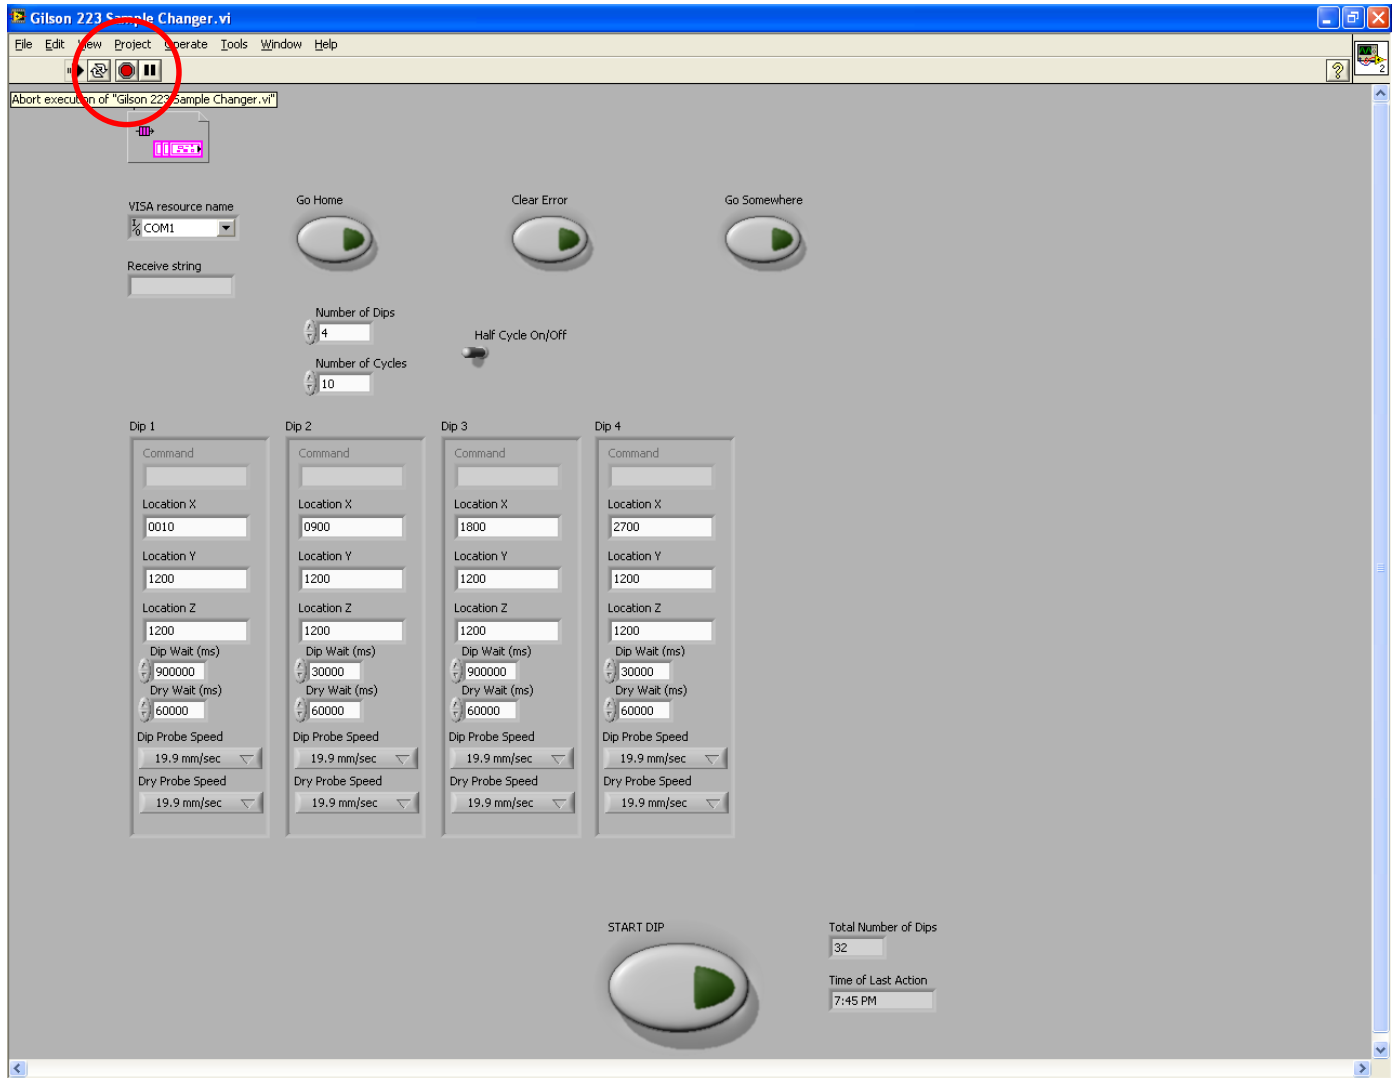 Gilson 223 Sample Changer.vi
File Edit View Project Operate Tools Window Help
Abort execution of "Gilson 223 Sample Changer.vi"
2
VISA resource name
COM1
Receive string
Go Home
Clear Error
Go Somewhere
Number of Dips
4
Number of Cycles
10
Half Cycle On/Off
Dip 1
Command
Location X
0010
Location Y
1200
Location Z
1200
Dip Wait (ms)
900000
Dry Wait (ms)
60000
Dip Probe Speed
19.9 mm/sec
Dry Probe Speed
19.9 mm/sec
Dip 2
Command
Location X
0900
Location Y
1200
Location Z
1200
Dip Wait (ms)
30000
Dry Wait (ms)
60000
Dip Probe Speed
19.9 mm/sec
Dry Probe Speed
19.9 mm/sec
Dip 3
Command
Location X
1800
Location Y
1200
Location Z
1200
Dip Wait (ms)
900000
Dry Wait (ms)
60000
Dip Probe Speed
19.9 mm/sec
Dry Probe Speed
19.9 mm/sec
Dip 4
Command
Location X
2700
Location Y
1200
Location Z
1200
Dip Wait (ms)
30000
Dry Wait (ms)
60000
Dip Probe Speed
19.9 mm/sec
Dry Probe Speed
19.9 mm/sec
START DIP
Total Number of Dips
32
Time of Last Action
7:45 PM